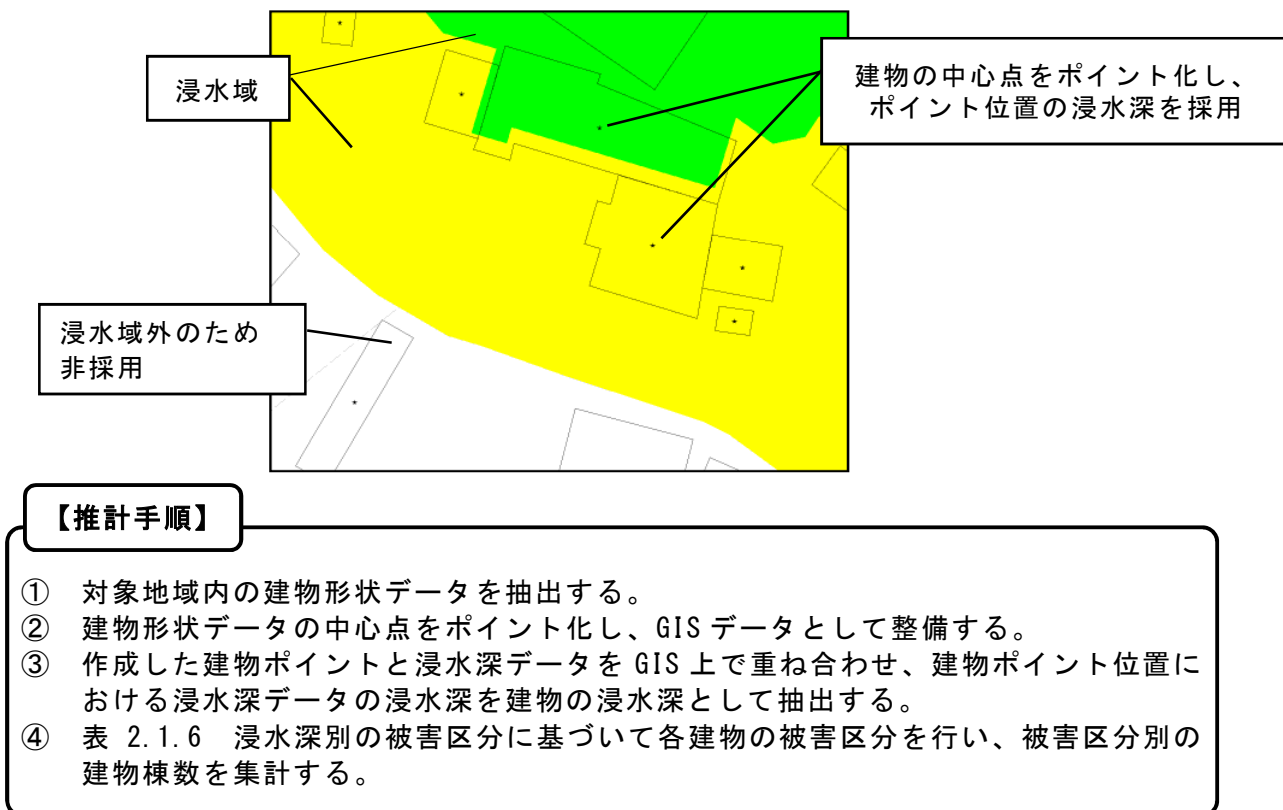 浸水域
建物の中心点をポイント化し、
ポイント位置の浸水深を採用
浸水域外のため
非採用
【推計手順】
① 対象地域内の建物形状データを抽出する。
② 建物形状データの中心点をポイント化し、GISデータとして整備する。
③ 作成した建物ポイントと浸水深データを GIS 上で重ね合わせ、建物ポイント位置に
おける浸水深データの浸水深を建物の浸水深として抽出する。
④ 表 2.1.6 浸水深別の被害区分に基づいて各建物の被害区分を行い、被害区分別の
建物棟数を集計する。